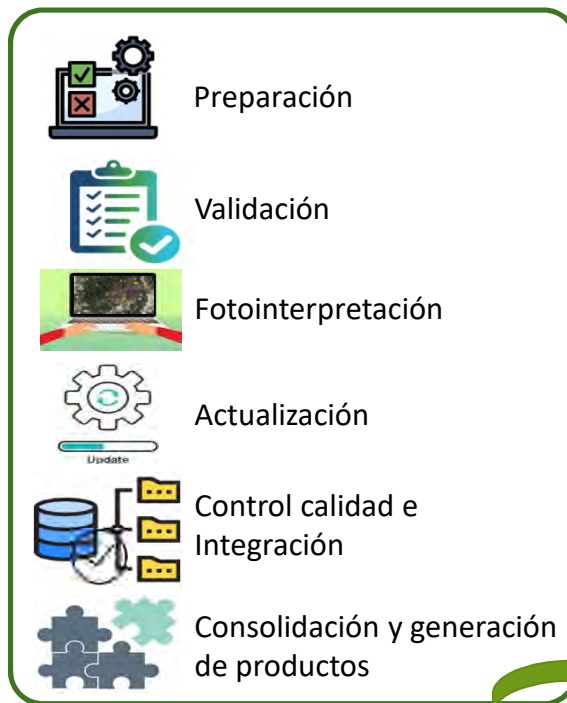 Preparación
Validación
Fotointerpretación
Actualización
Update
Control calidad e
Integración
Consolidación y generación
de productos